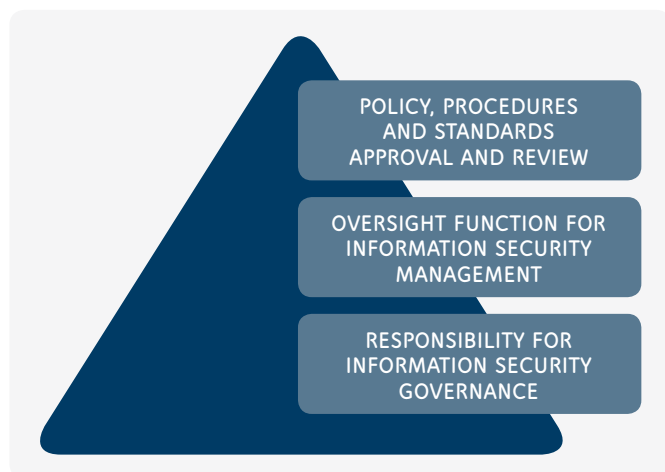 POLICY, PROCEDURES
AND STANDARDS
APPROVAL AND REVIEW
OVERSIGHT FUNCTION FOR
INFORMATION SECURITY
MANAGEMENT
RESPONSIBILITY FOR
INFORMATION SECURITY
GOVERNANCE